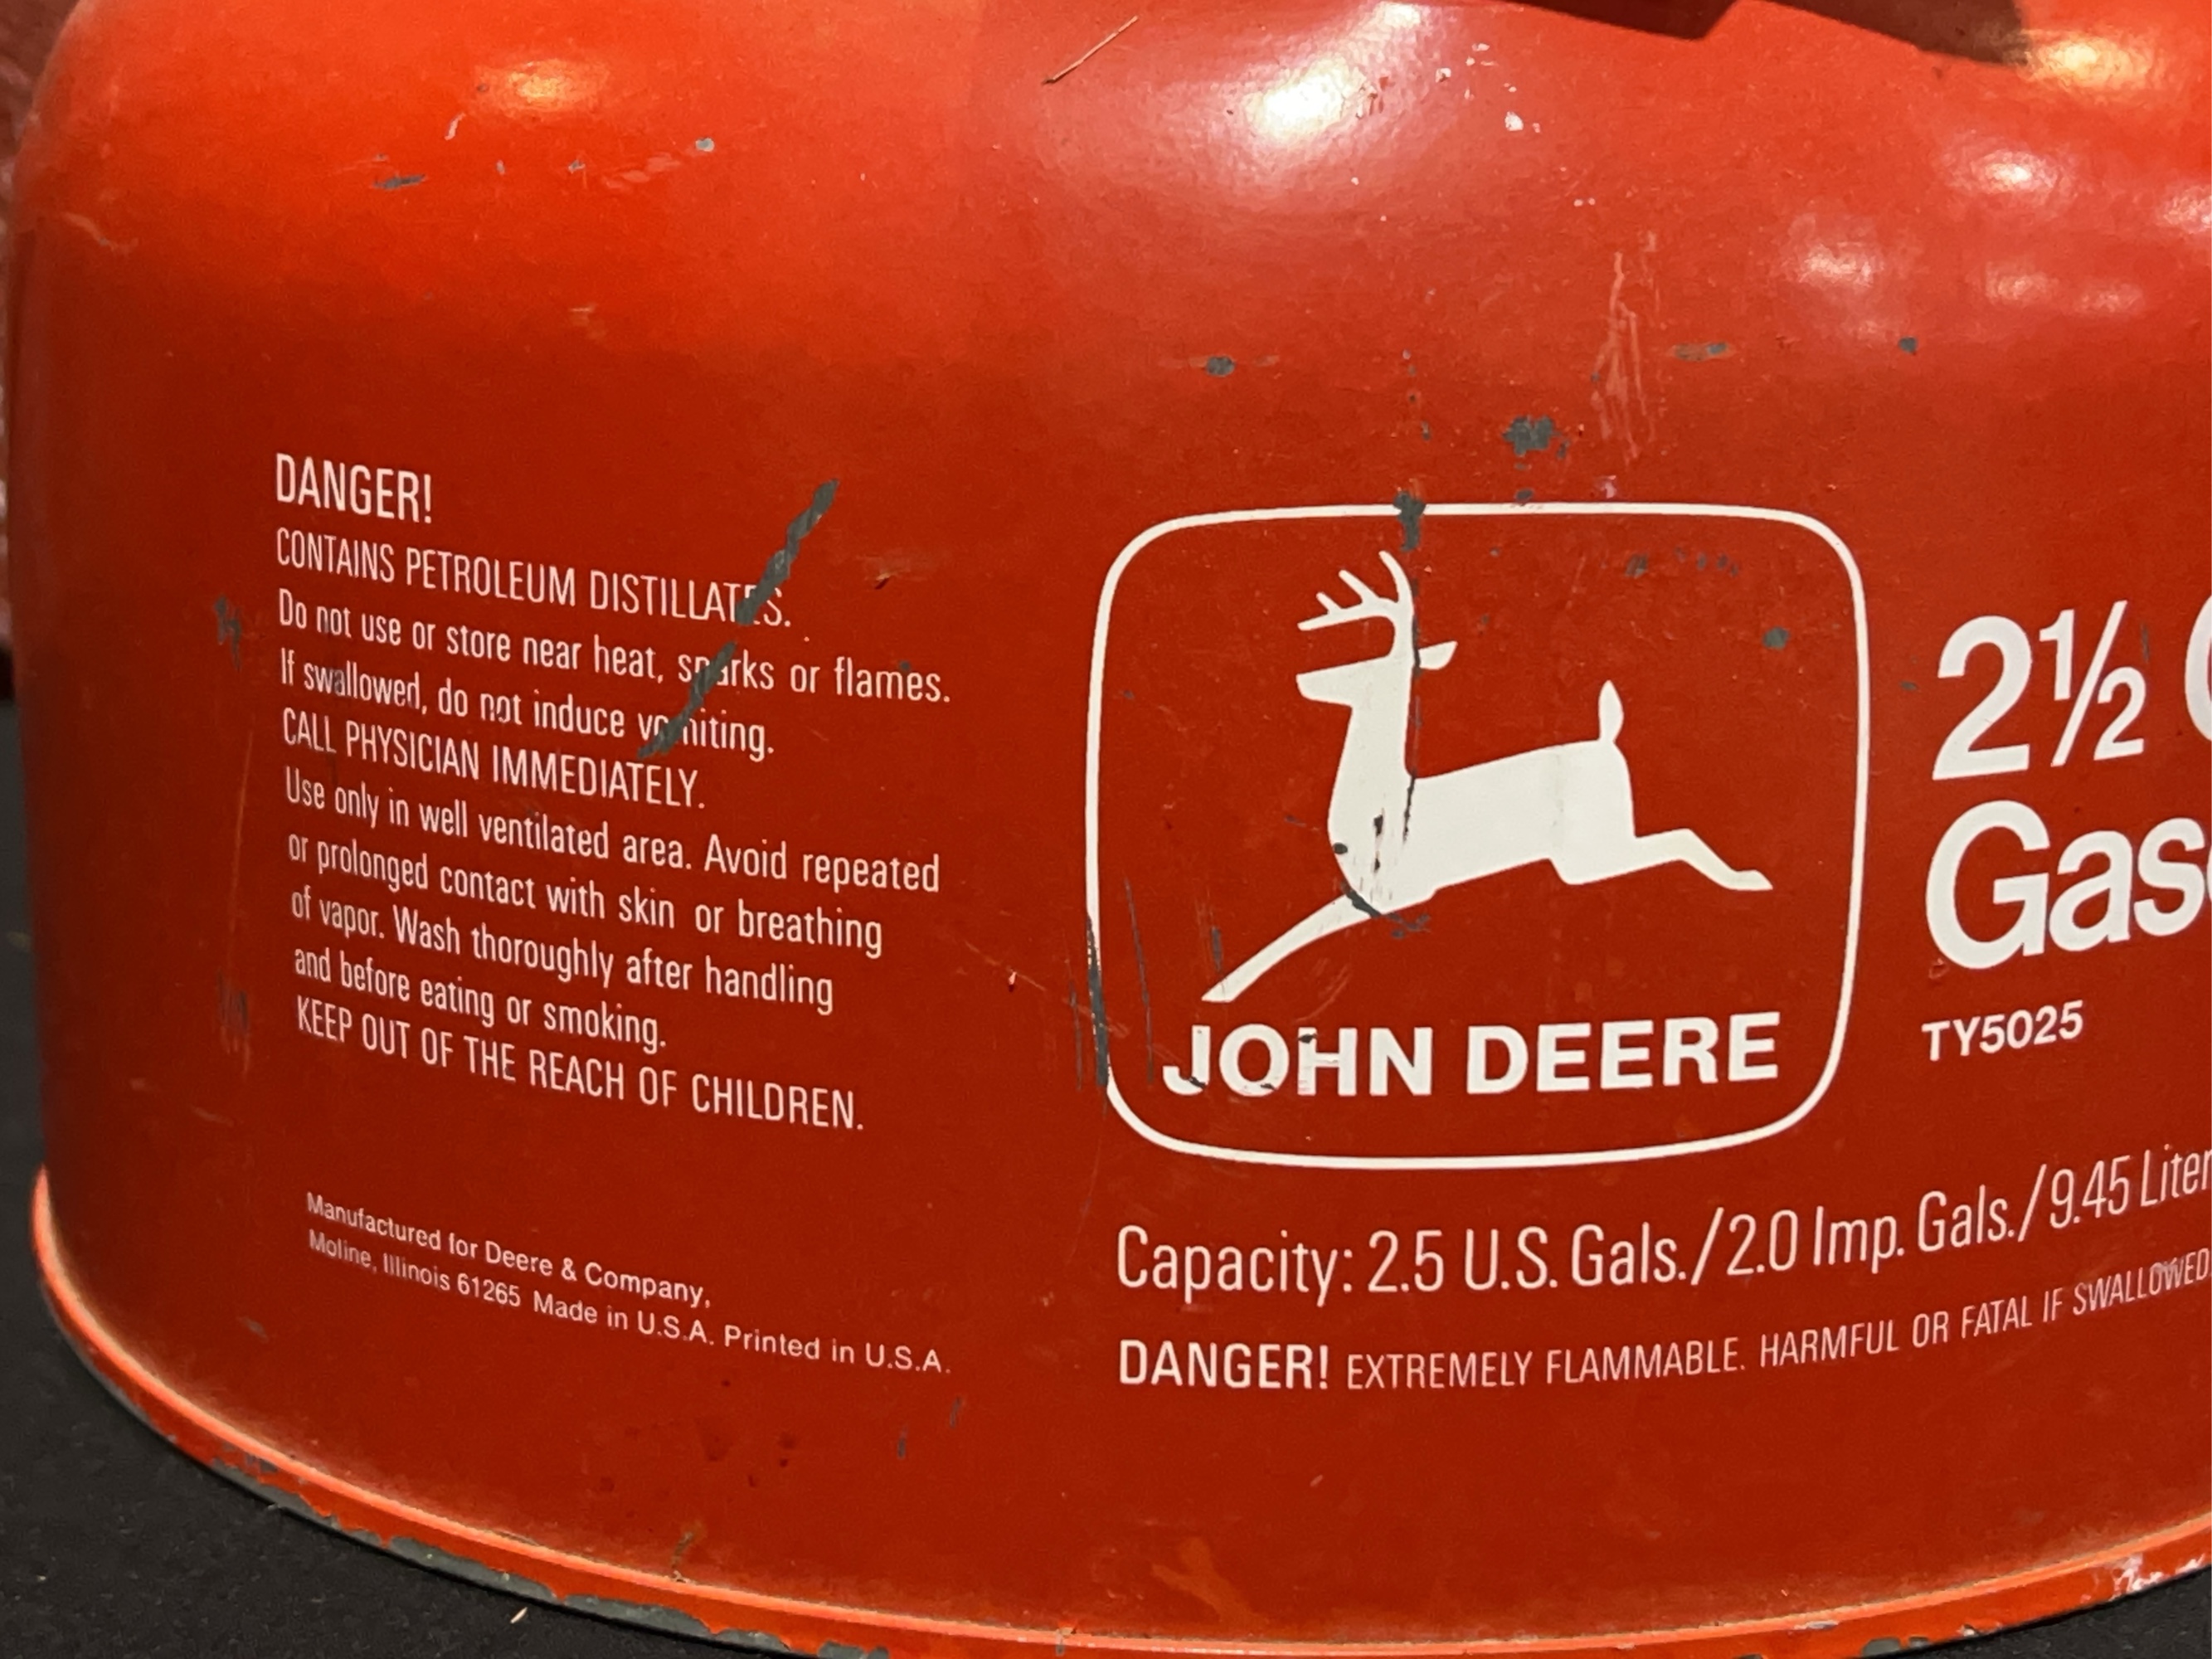 DANGER!
CONTAINS PETROLEUM DISTILLATES.
Do not use or store near heat, sparks or flames.
If swallowed, do not induce vomiting.
CALL PHYSICIAN IMMEDIATELY.
Use only in well ventilated area. Avoid repeated
or prolonged contact with skin or breathing
of vapor. Wash thoroughly after handling
and before eating or smoking.
KEEP OUT OF THE REACH OF CHILDREN.
Manufactured for Deere & Company,
Moline, Illinois 61265 Made in U.S.A. Printed in U.S.A.
JOHN DEERE
2½
Gas
TY5025
Capacity: 2.5 U.S. Gals./2.0 Imp. Gals./9.45 Liter
DANGER! EXTREMELY FLAMMABLE. HARMFUL OR FATAL IF SWALLOWED